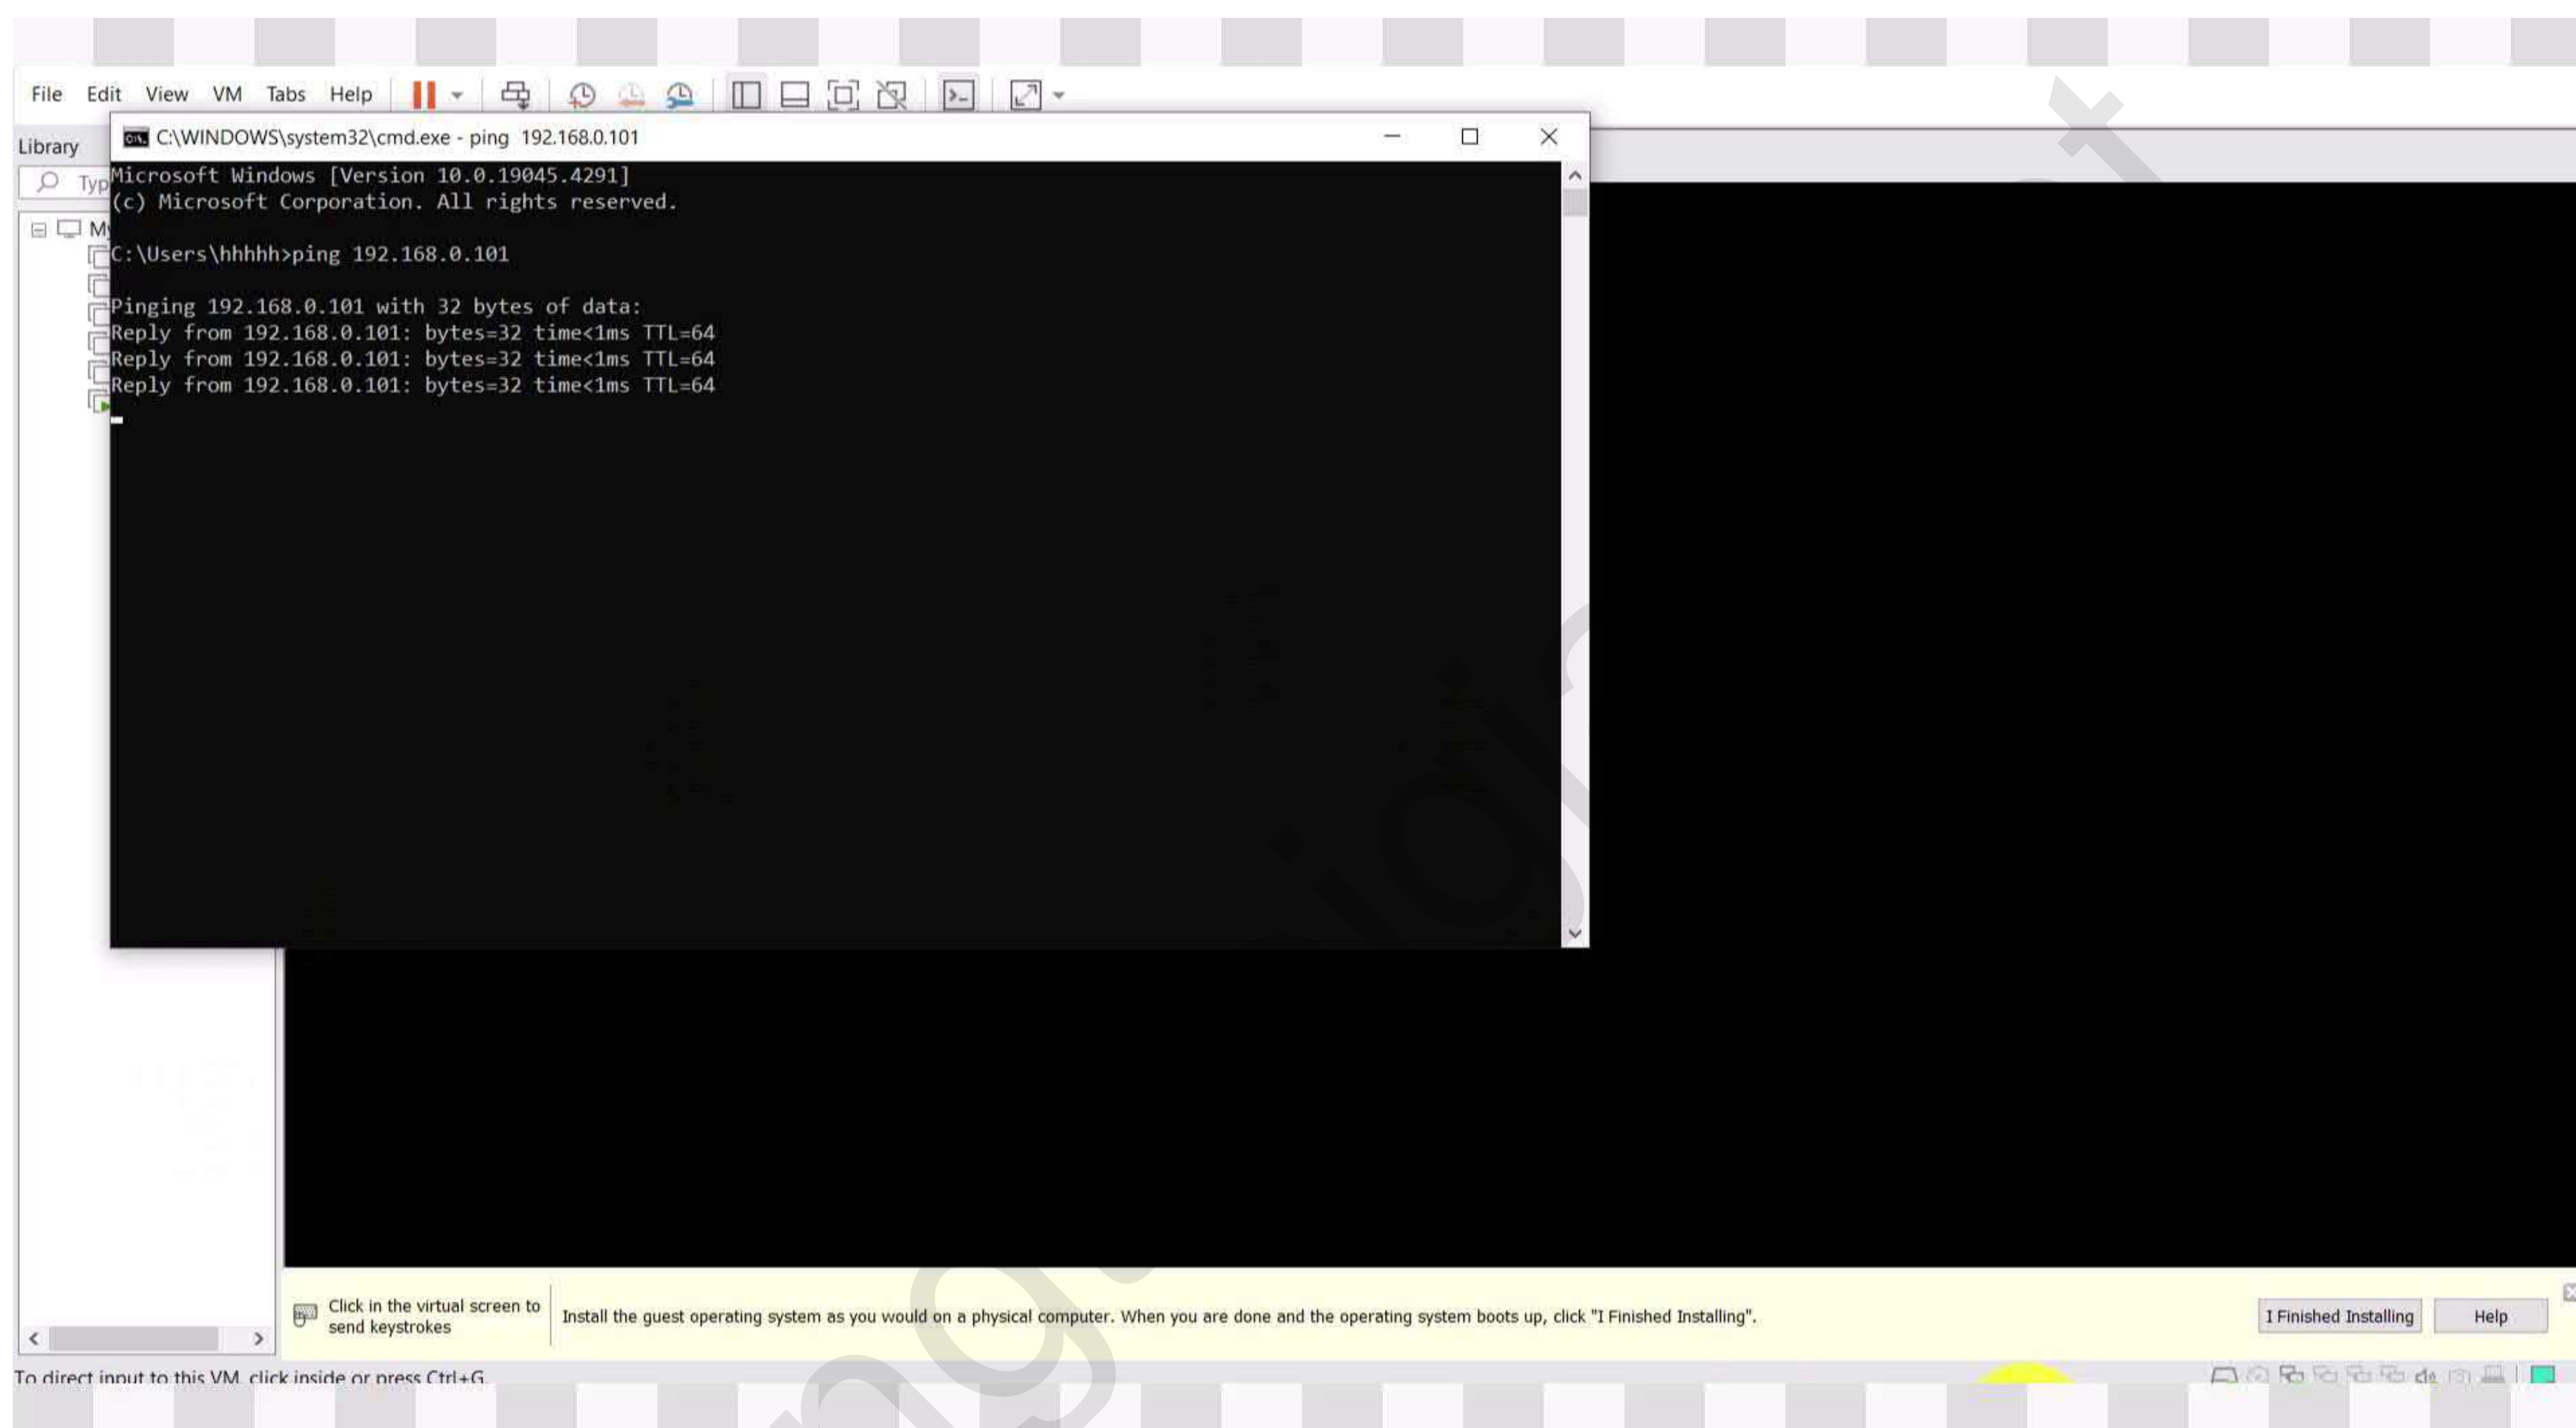 File Edit View VM Tabs Help
Library
C:\WINDOWS\system32\cmd.exe - ping 192.168.0.101
Typ
Microsoft Windows [Version 10.0.19045.4291]
(c) Microsoft Corporation. All rights reserved.
My
C:\Users\hhhhh>ping 192.168.0.101
Pinging 192.168.0.101 with 32 bytes of data:
Reply from 192.168.0.101: bytes=32 time<1ms TTL=64
Reply from 192.168.0.101: bytes=32 time<1ms TTL=64
Reply from 192.168.0.101: bytes=32 time<1ms TTL=64
Click in the virtual screen to
send keystrokes
Install the guest operating system as you would on a physical computer. When you are done and the operating system boots up, click "I Finished Installing".
I Finished Installing
Help
To direct input to this VM, click inside or press Ctrl+G.